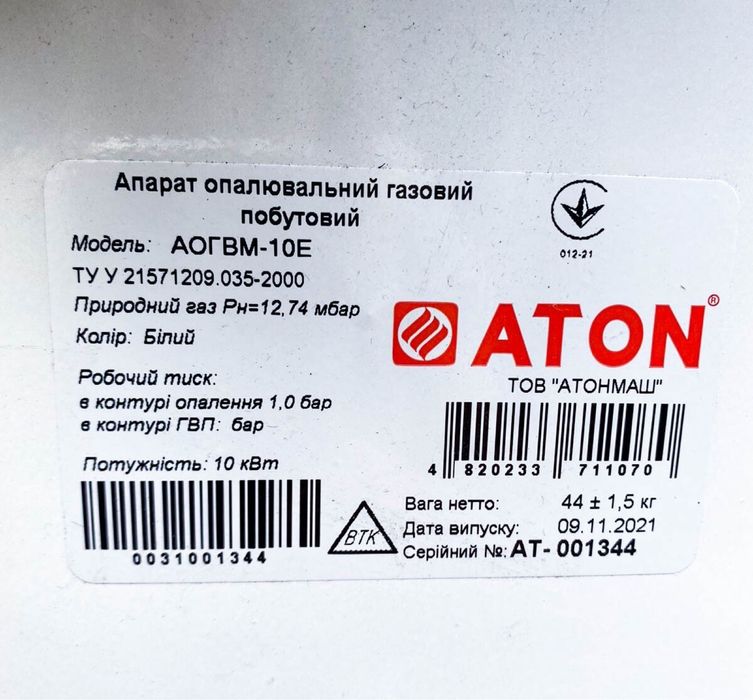 Апарат опалювальний газовий
побутовий
Модель: АОГВМ-10Е
ТУ У 21571209.035-2000
Природний газ Рн=12,74 мбар
Колір: Білий
Робочий тиск:
в контурі опалення 1,0 бар
в контурі ГВП: бар
Потужність: 10 кВт
0031001344
ВТК
012-21
ATON®
ТОВ "АТОНМАШ"
4 820233 711070
Вага нетто: 44 ± 1,5 кг
Дата випуску: 09.11.2021
Серійний №: АТ- 001344